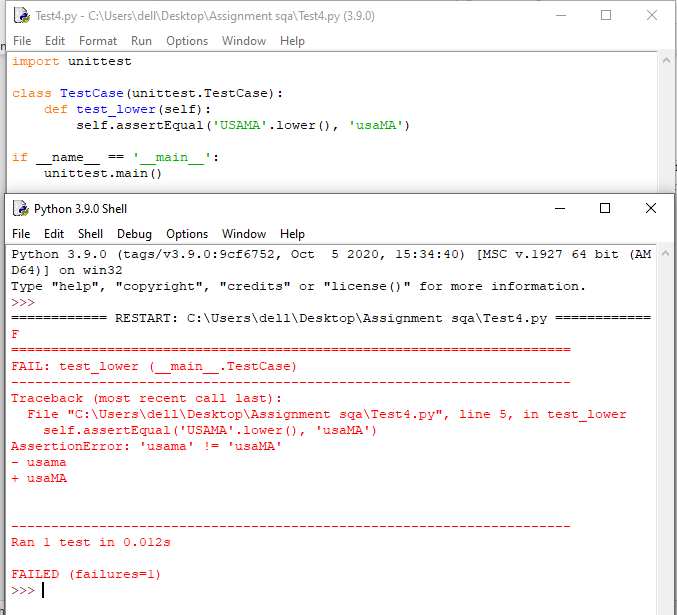 Test4.py - C:\Users\dell\Desktop\Assignment sqa\Test4.py (3.9.0)
File Edit Format Run Options Window Help
import unittest
class TestCase(unittest.TestCase):
    def test_lower(self):
        self.assertEqual('USAMA'.lower(), 'usaMA')
if __name__ == '__main__':
    unittest.main()
Python 3.9.0 Shell
File Edit Shell Debug Options Window Help
Python 3.9.0 (tags/v3.9.0:9cf6752, Oct  5 2020, 15:34:40) [MSC v.1927 64 bit (AM
D64)] on win32
Type "help", "copyright", "credits" or "license()" for more information.
>>>
============ RESTART: C:\Users\dell\Desktop\Assignment sqa\Test4.py ============
F
======================================================================
FAIL: test_lower (__main__.TestCase)
----------------------------------------------------------------------
Traceback (most recent call last):
  File "C:\Users\dell\Desktop\Assignment sqa\Test4.py", line 5, in test_lower
    self.assertEqual('USAMA'.lower(), 'usaMA')
AssertionError: 'usama' != 'usaMA'
- usama
+ usaMA
----------------------------------------------------------------------
Ran 1 test in 0.012s
FAILED (failures=1)
>>>